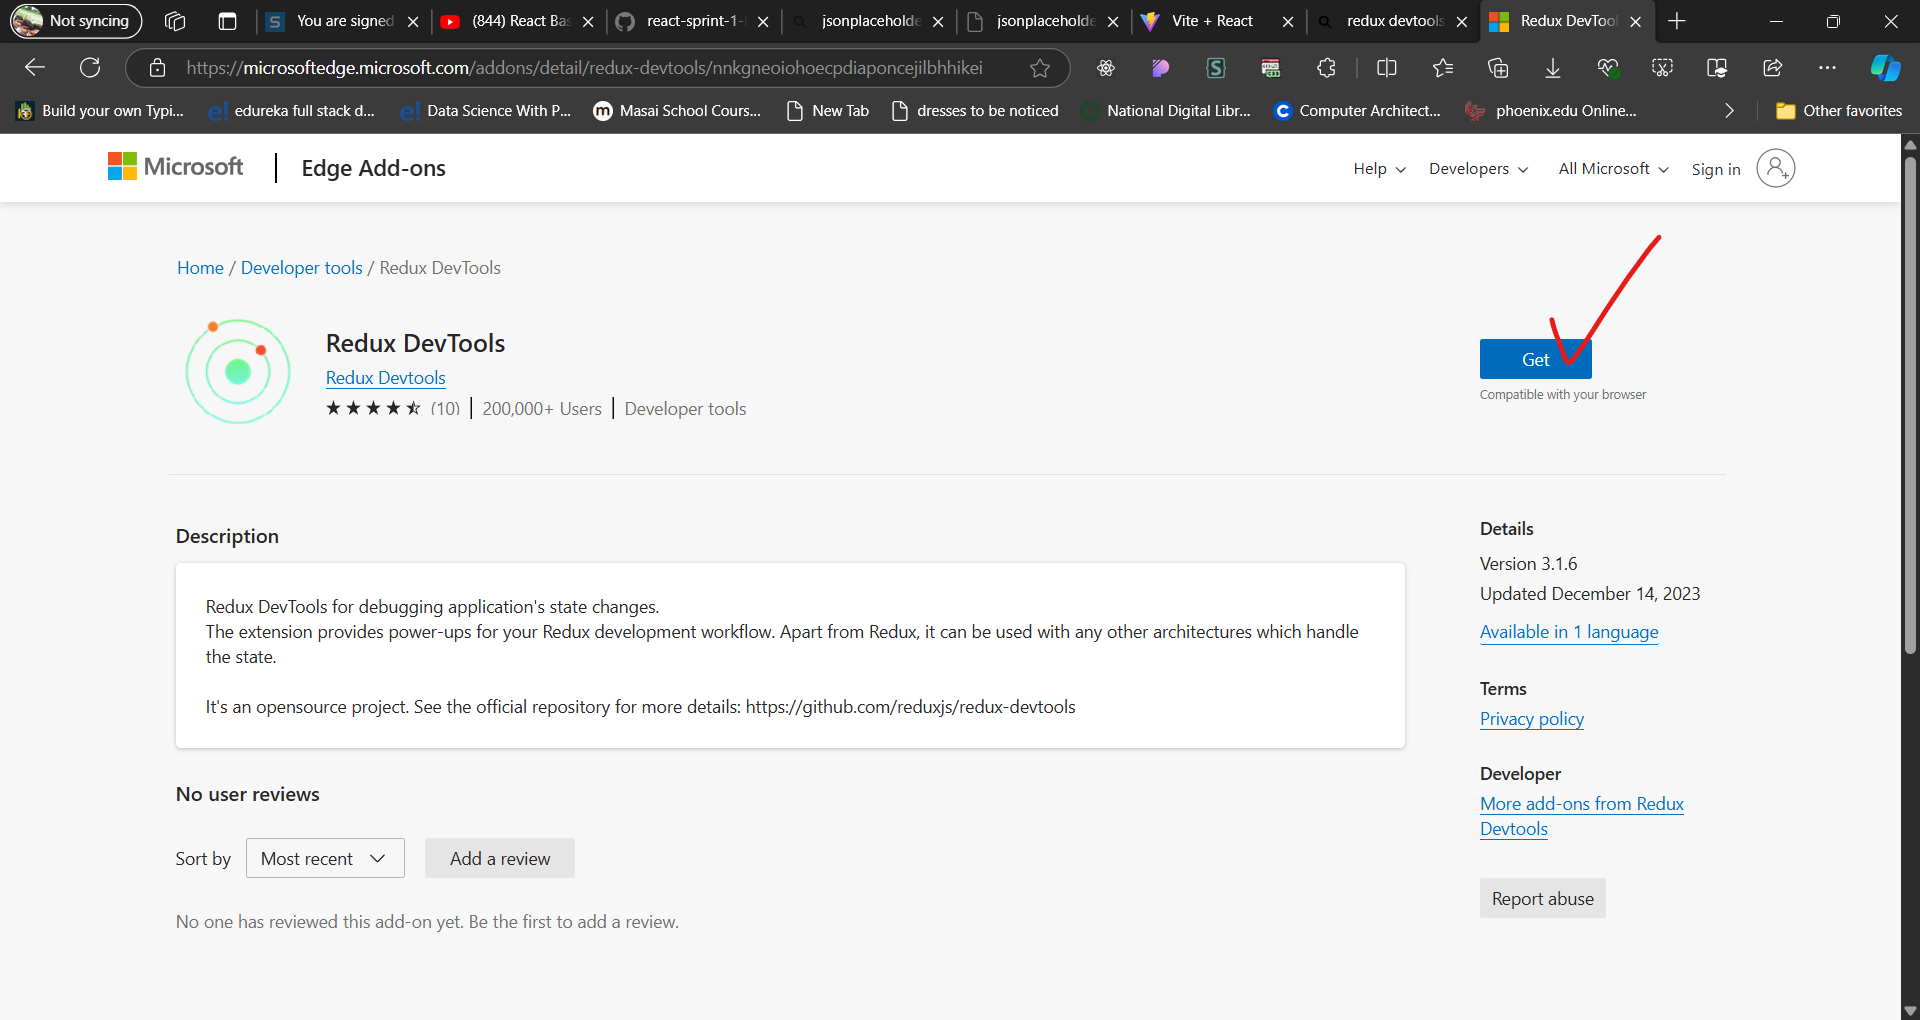 Not syncing
You are signed
(844) React Bas
react-sprint-1-
jsonplaceholde
jsonplaceholde
Vite + React
redux devtools
Redux DevTool
https://microsoftedge.microsoft.com/addons/detail/redux-devtools/nnkgneoiohoecpdiaponcejilbhhikei
Build your own Typi...
edureka full stack d...
Data Science With P...
Masai School Cours...
New Tab
dresses to be noticed
National Digital Libr...
Computer Architect...
phoenix.edu Online...
Other favorites
Microsoft
Edge Add-ons
Help
Developers
All Microsoft
Sign in
Home / Developer tools / Redux DevTools
Redux DevTools
Redux Devtools
(10) 200,000+ Users Developer tools
Get
Compatible with your browser
Description
Redux DevTools for debugging application's state changes.
The extension provides power-ups for your Redux development workflow. Apart from Redux, it can be used with any other architectures which handle
the state.
It's an opensource project. See the official repository for more details: https://github.com/reduxjs/redux-devtools
No user reviews
Sort by
Most recent
Add a review
No one has reviewed this add-on yet. Be the first to add a review.
Details
Version 3.1.6
Updated December 14, 2023
Available in 1 language
Terms
Privacy policy
Developer
More add-ons from Redux
Devtools
Report abuse